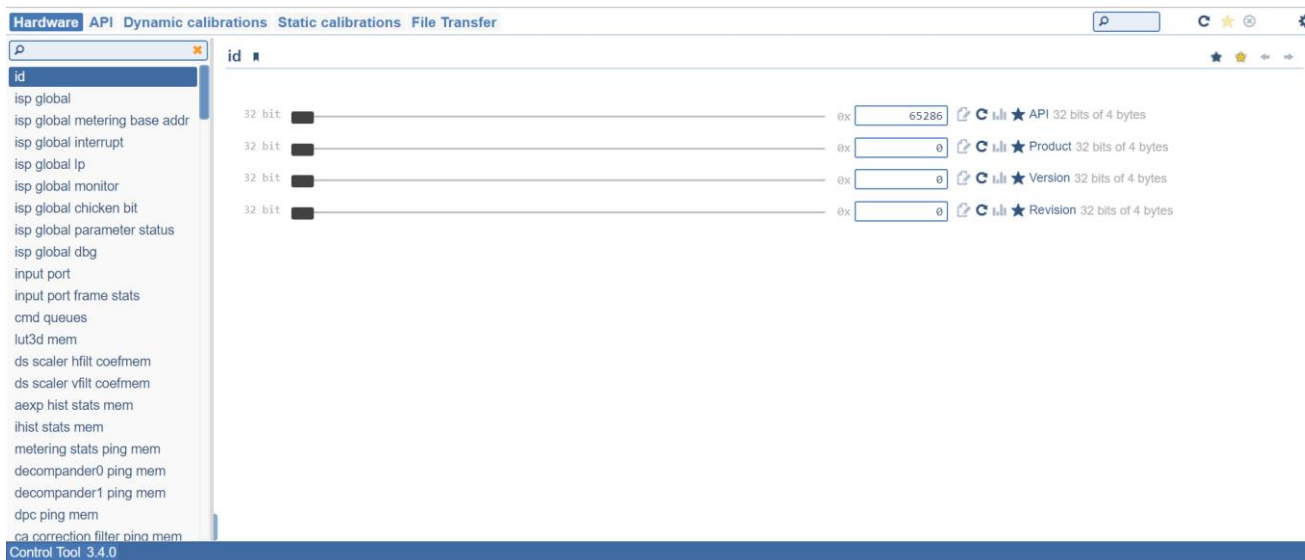 Hardware API Dynamic calibrations Static calibrations File Transfer
id
id
isp global
isp global metering base addr
isp global interrupt
isp global lp
isp global monitor
isp global chicken bit
isp global parameter status
isp global dbg
input port
input port frame stats
cmd queues
lut3d mem
ds scaler hfilt coefmem
ds scaler vfilt coefmem
aexp hist stats mem
ihist stats mem
metering stats ping mem
decompander0 ping mem
decompander1 ping mem
dpc ping mem
ca correction filter ping mem
32 bit 0x 65286 API 32 bits of 4 bytes
32 bit 0x 0 Product 32 bits of 4 bytes
32 bit 0x 0 Version 32 bits of 4 bytes
32 bit 0x 0 Revision 32 bits of 4 bytes
Control Tool 3.4.0